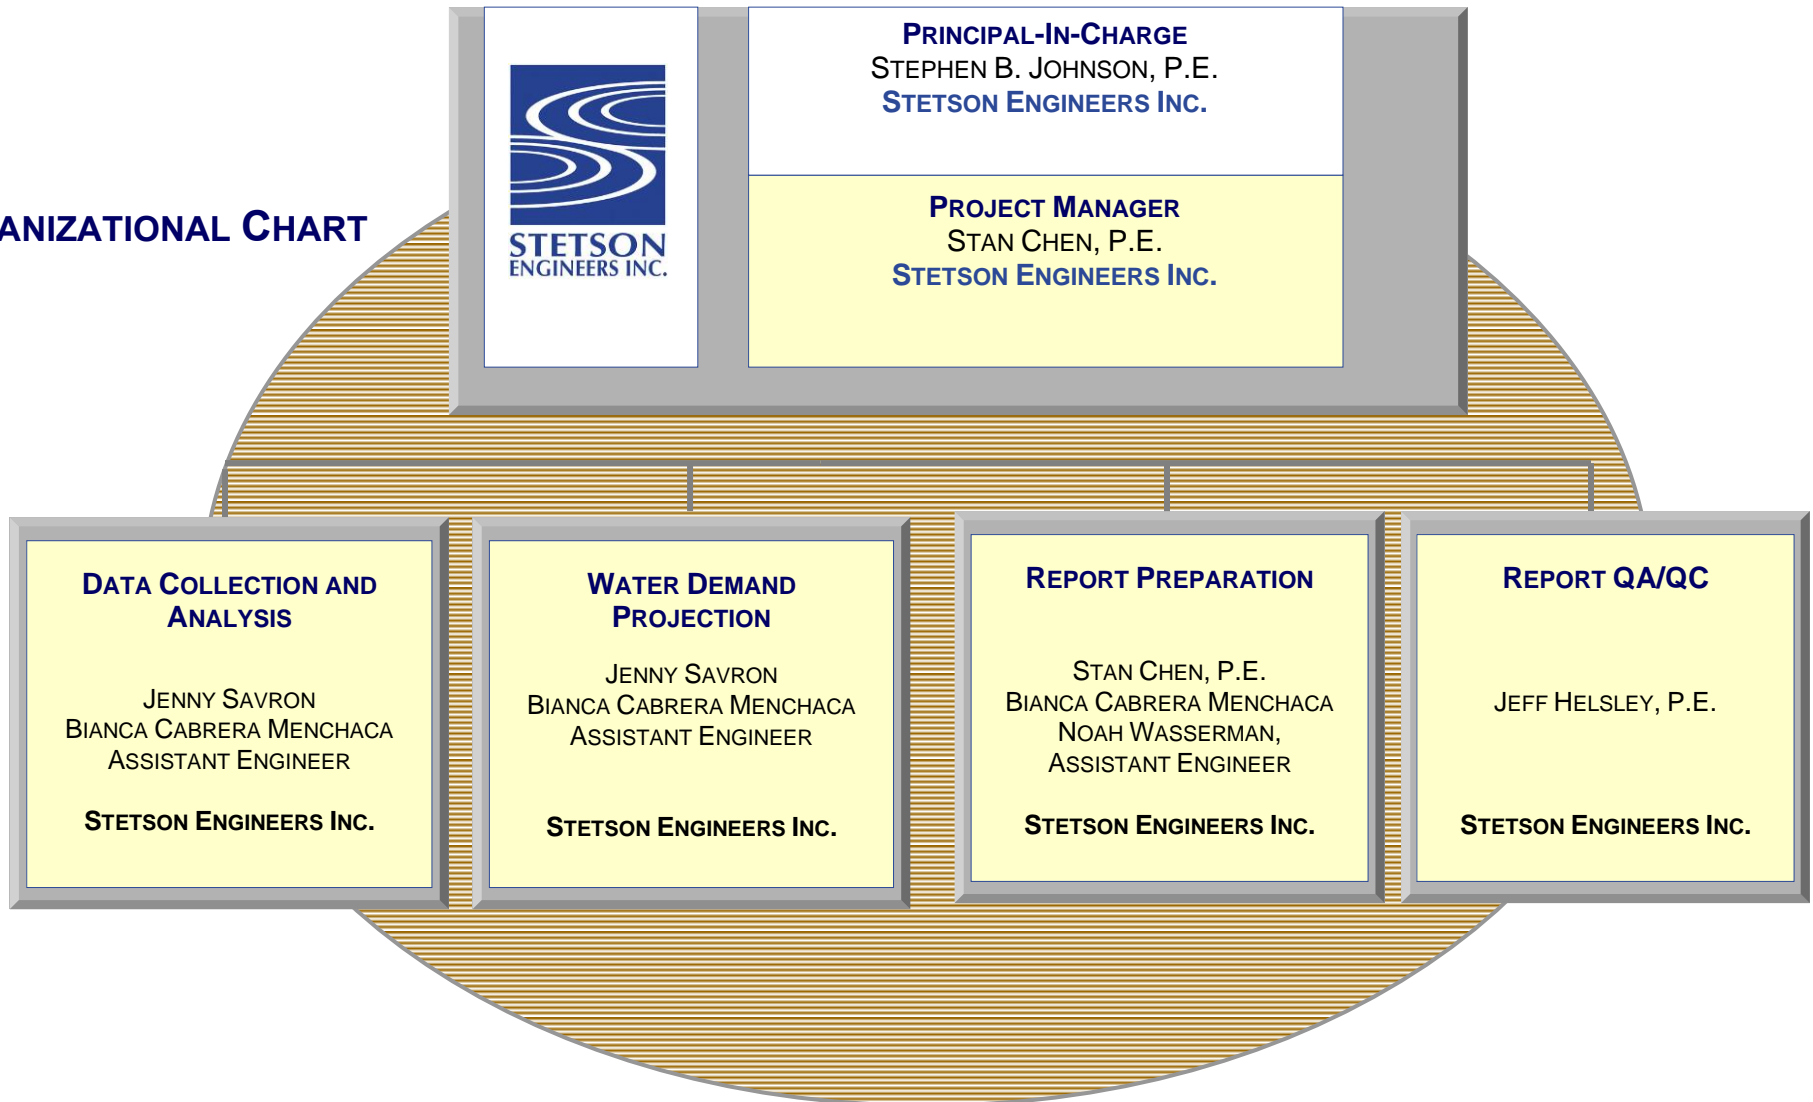 PRINCIPAL-IN-CHARGE
STEPHEN B. JOHNSON, P.E.
STETSON ENGINEERS INC.
STETSON
ENGINEERS INC.
PROJECT MANAGER
STAN CHEN, P.E.
STETSON ENGINEERS INC.
ANIZATIONAL CHART
DATA COLLECTION AND
ANALYSIS
JENNY SAVRON
BIANCA CABRERA MENCHACA
ASSISTANT ENGINEER
STETSON ENGINEERS INC.
WATER DEMAND
PROJECTION
JENNY SAVRON
BIANCA CABRERA MENCHACA
ASSISTANT ENGINEER
STETSON ENGINEERS INC.
REPORT PREPARATION
STAN CHEN, P.E.
BIANCA CABRERA MENCHACA
NOAH WASSERMAN,
ASSISTANT ENGINEER
STETSON ENGINEERS INC.
REPORT QA/QC
JEFF HELSLEY, P.E.
STETSON ENGINEERS INC.